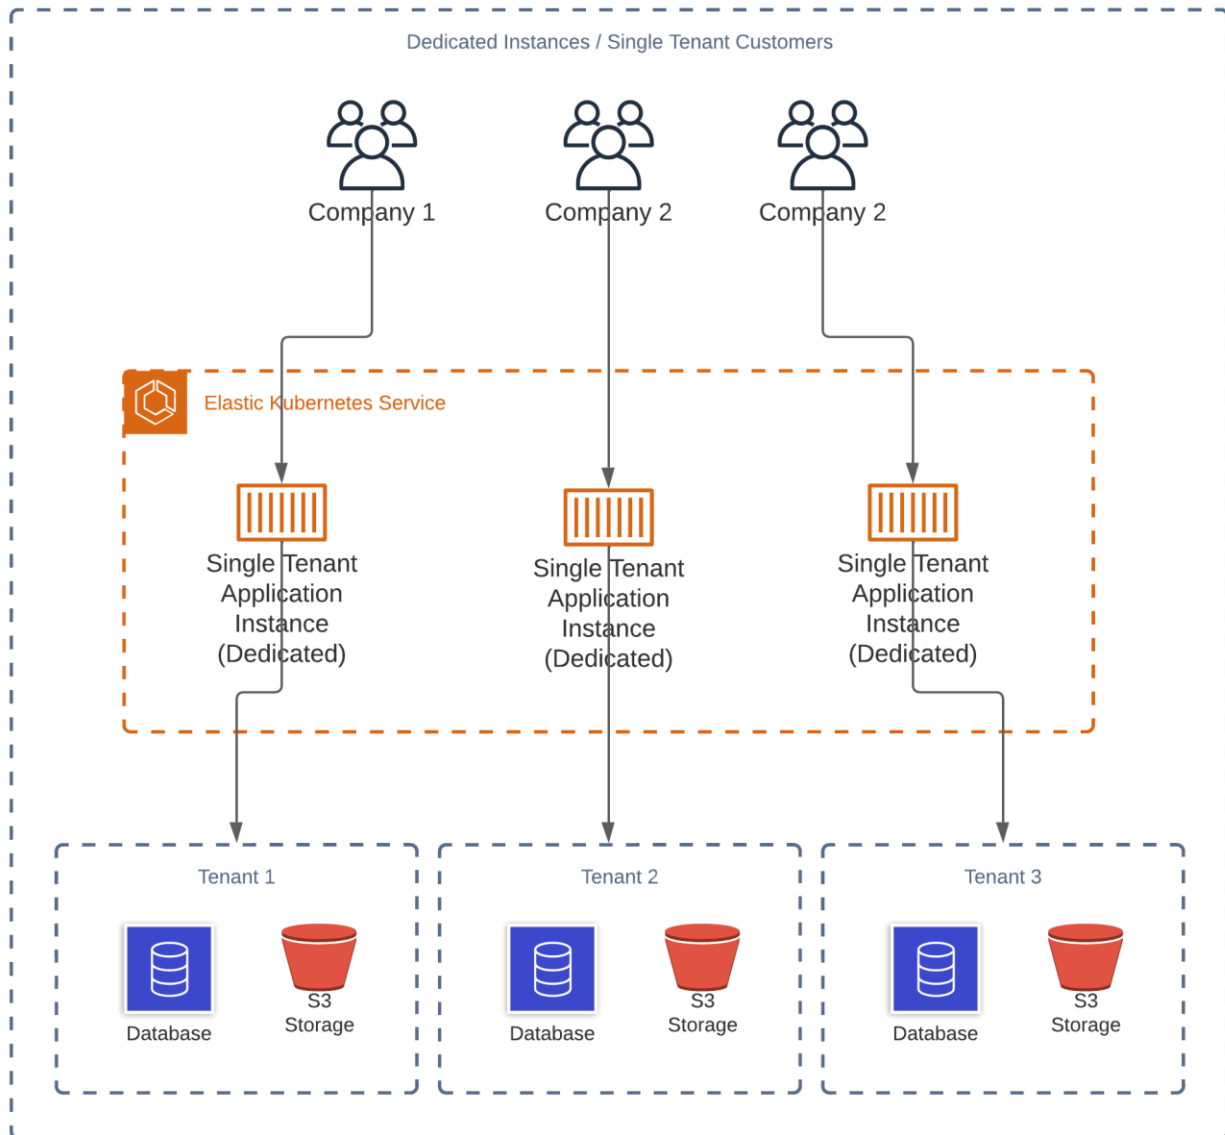 Dedicated Instances / Single Tenant Customers
Company 1
Company 2
Company 2
Elastic Kubernetes Service
Single Tenant
Application
Instance
(Dedicated)
Single Tenant
Application
Instance
(Dedicated)
Single Tenant
Application
Instance
(Dedicated)
Tenant 1
Database
S3
Storage
Tenant 2
Database
S3
Storage
Tenant 3
Database
S3
Storage